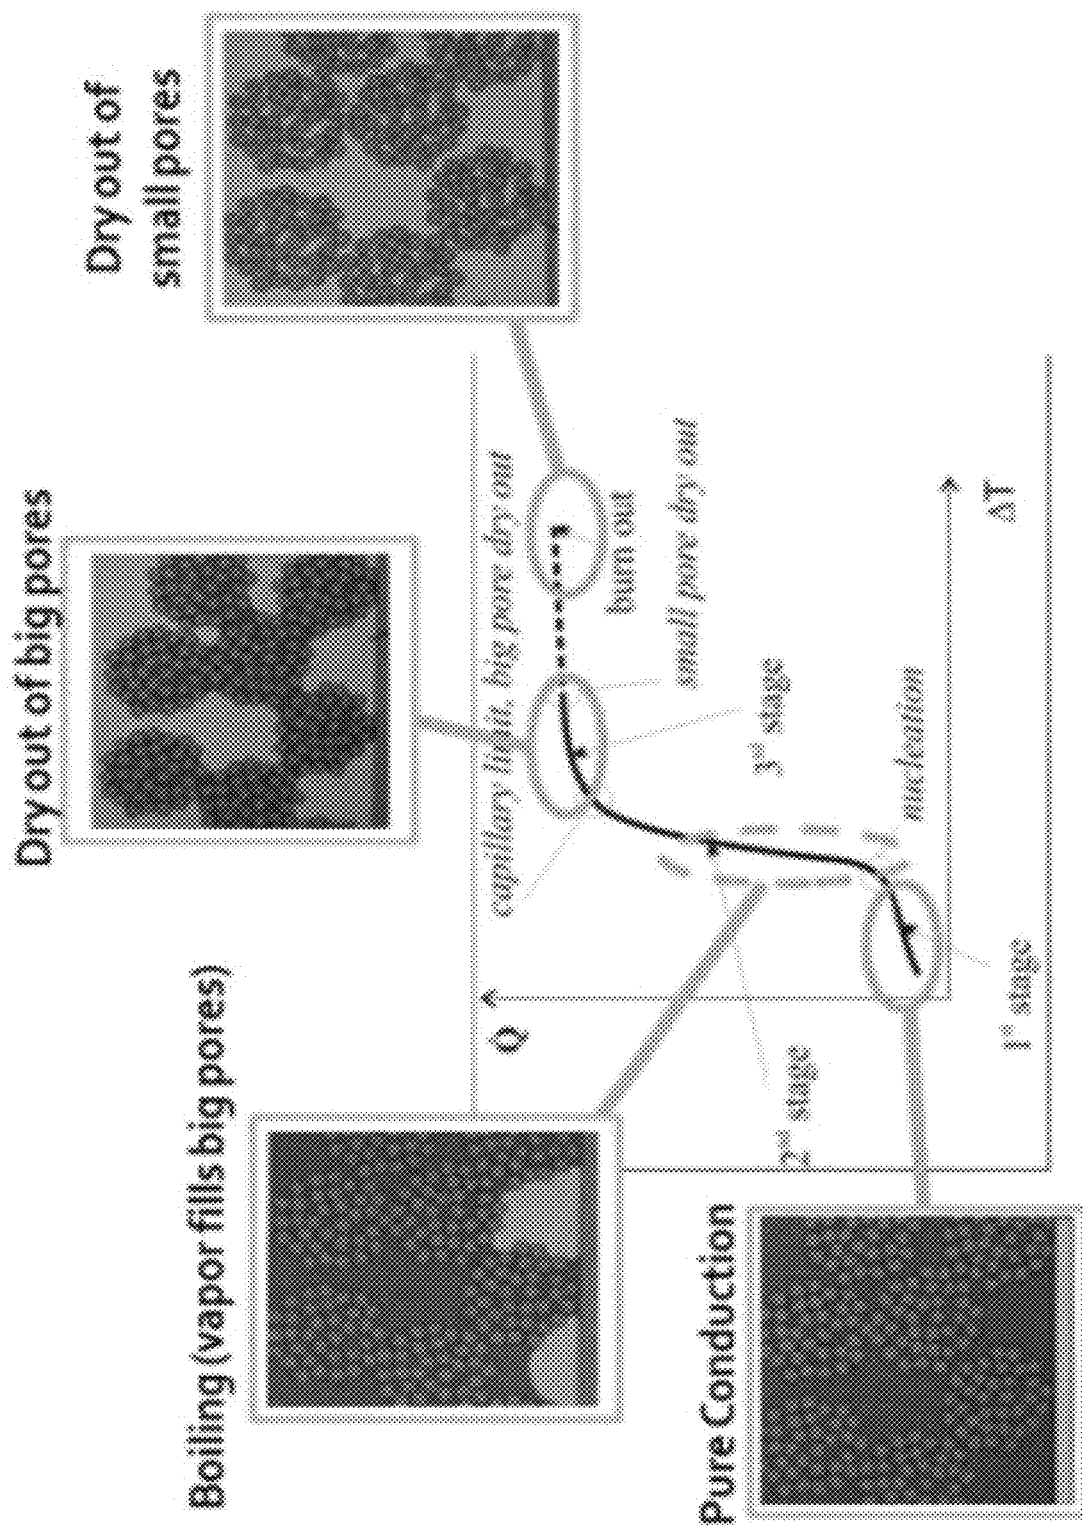 Dry out of big pores
Dry out of
small pores
Boiling (vapor fills big pores)
Pure Conduction
Q
capillary limit, big pore dry out
burn out
small pore dry out
3rd stage
nucleation
2nd stage
1st stage
ΔT